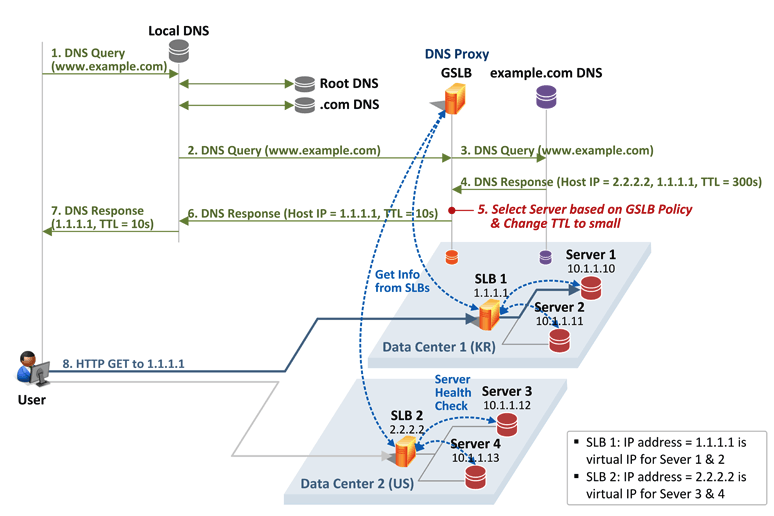 Local DNS
1. DNS Query
(www.example.com)
DNS Proxy
GSLB
example.com DNS
Root DNS
.com DNS
2. DNS Query (www.example.com)
3. DNS Query (www.example.com)
4. DNS Response (Host IP = 2.2.2.2, 1.1.1.1, TTL = 300s)
7. DNS Response
(1.1.1.1, TTL = 10s)
6. DNS Response (Host IP = 1.1.1.1, TTL = 10s)
5. Select Server based on GSLB Policy
& Change TTL to small
Get Info
from SLBs
SLB 1
1.1.1.1
Server 1
10.1.1.10
Server 2
10.1.1.11
Data Center 1 (KR)
8. HTTP GET to 1.1.1.1
User
Server
Health
Check
SLB 2
2.2.2.2
Server 3
10.1.1.12
Server 4
10.1.1.13
Data Center 2 (US)
▪ SLB 1: IP address = 1.1.1.1 is
virtual IP for Sever 1 & 2
▪ SLB 2: IP address = 2.2.2.2 is
virtual IP for Sever 3 & 4